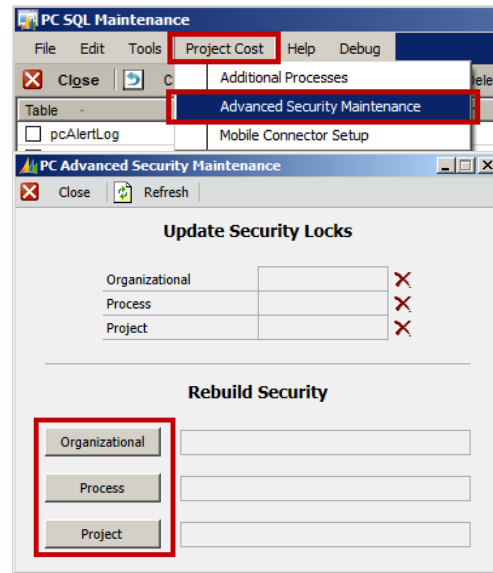 PC SQL Maintenance
File Edit Tools Project Cost Help Debug
Close C
Additional Processes
Table
Advanced Security Maintenance
pcAlertLog
Mobile Connector Setup
PC Advanced Security Maintenance
Close Refresh
Update Security Locks
Organizational
Process
Project
Rebuild Security
Organizational
Process
Project